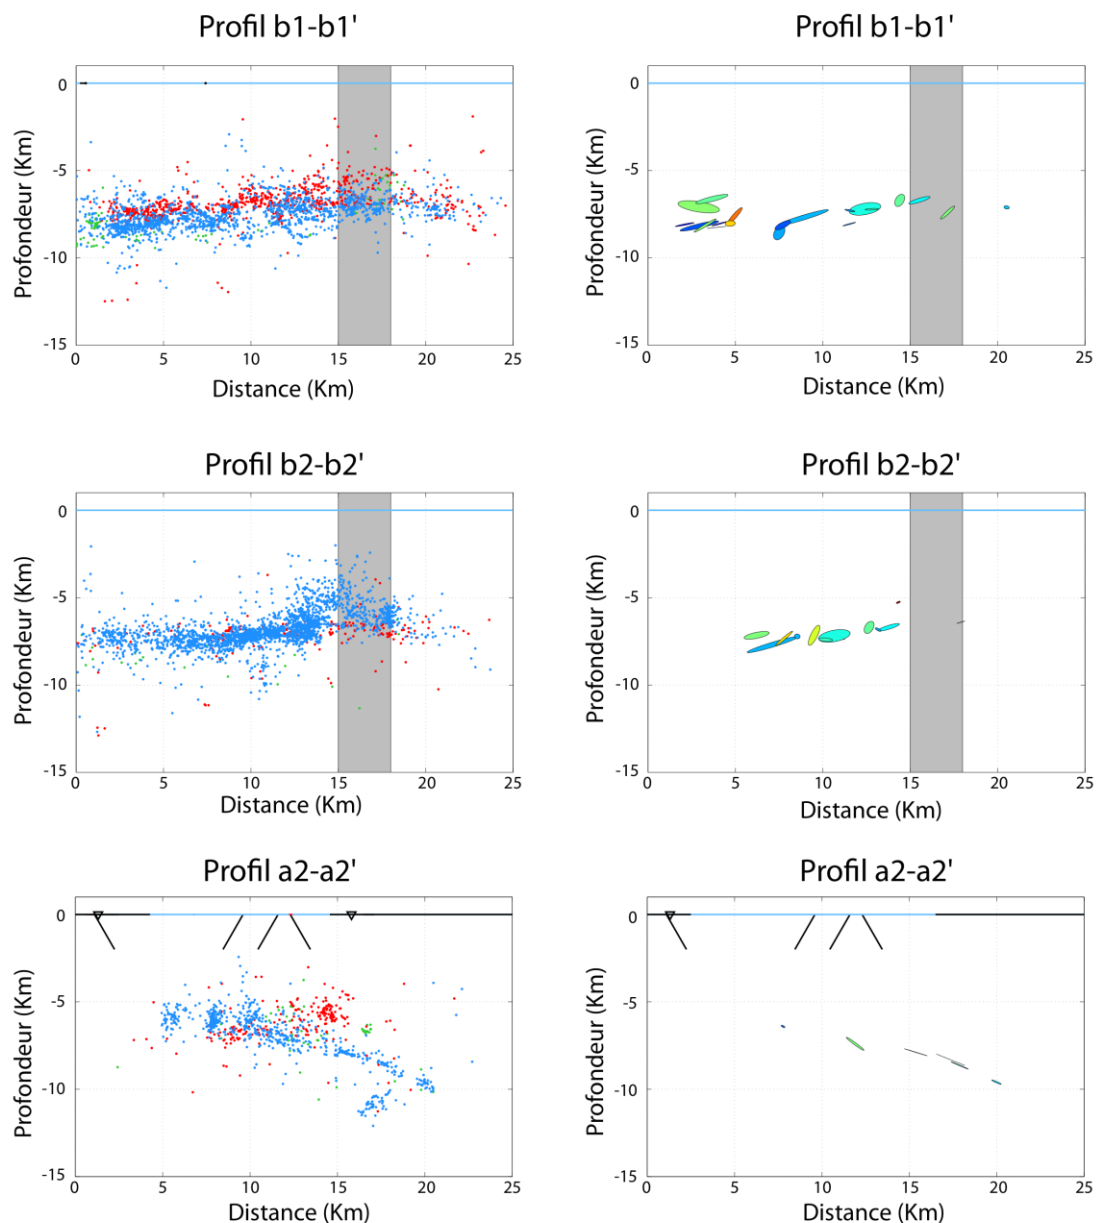 Profil b1-b1'
Profondeur (Km)
0
-5
-10
-15
0 5 10 15 20 25
Distance (Km)
Profil b1-b1'
Profondeur (Km)
0
-5
-10
-15
0 5 10 15 20 25
Distance (Km)
Profil b2-b2'
Profondeur (Km)
0
-5
-10
-15
0 5 10 15 20 25
Distance (Km)
Profil b2-b2'
Profondeur (Km)
0
-5
-10
-15
0 5 10 15 20 25
Distance (Km)
Profil a2-a2'
Profondeur (Km)
0
-5
-10
-15
0 5 10 15 20 25
Distance (Km)
Profil a2-a2'
Profondeur (Km)
0
-5
-10
-15
0 5 10 15 20 25
Distance (Km)